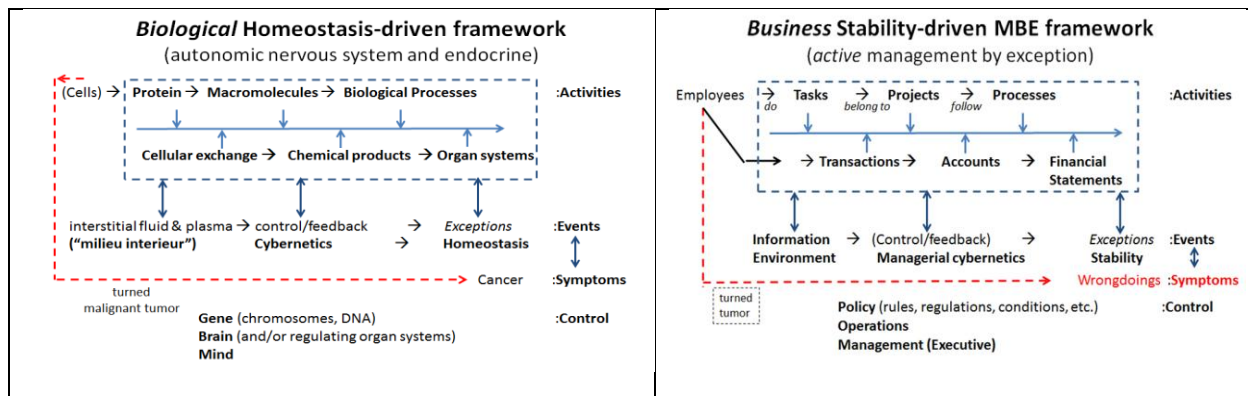 Biological Homeostasis-driven framework
(autonomic nervous system and endocrine)
(Cells) → Protein → Macromolecules → Biological Processes :Activities
Cellular exchange → Chemical products → Organ systems
interstitial fluid & plasma → control/feedback → Exceptions :Events
("milieu interieur") Cybernetics → Homeostasis
Cancer :Symptoms
turned
malignant tumor
Gene (chromosomes, DNA) :Control
Brain (and/or regulating organ systems)
Mind
Business Stability-driven MBE framework
(active management by exception)
Employees → Tasks → Projects → Processes :Activities
do belong to follow
→ Transactions → Accounts → Financial
Statements
Information → (Control/feedback) → Exceptions :Events
Environment Managerial cybernetics Stability
Wrongdoings :Symptoms
turned
tumor
Policy (rules, regulations, conditions, etc.) :Control
Operations
Management (Executive)